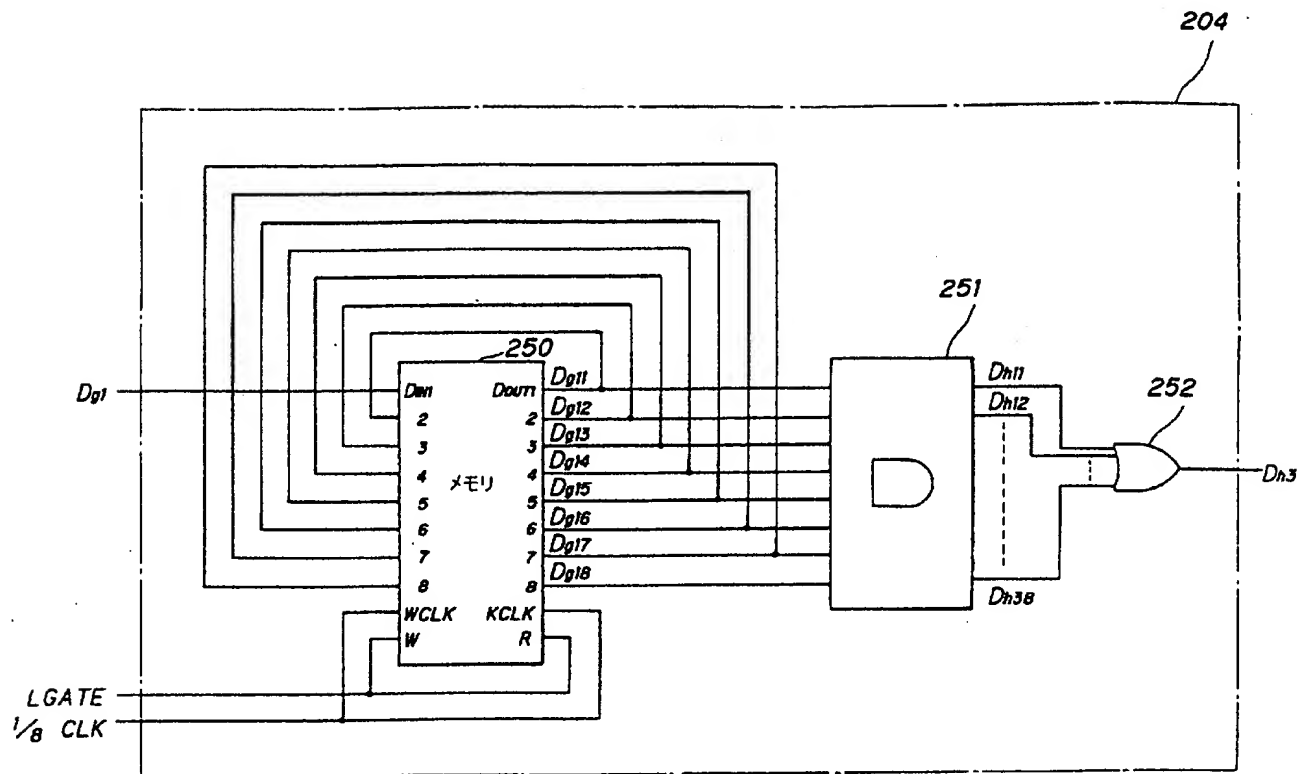 204
251
250
252
Dg1
DIN1
2
3
4
5
6
7
8
WCLK
W
メモリ
DOUT1
2
3
4
5
6
7
8
KCLK
R
Dg11
Dg12
Dg13
Dg14
Dg15
Dg16
Dg17
Dg18
Dh11
Dh12
Dh38
Dh3
LGATE
1/8 CLK